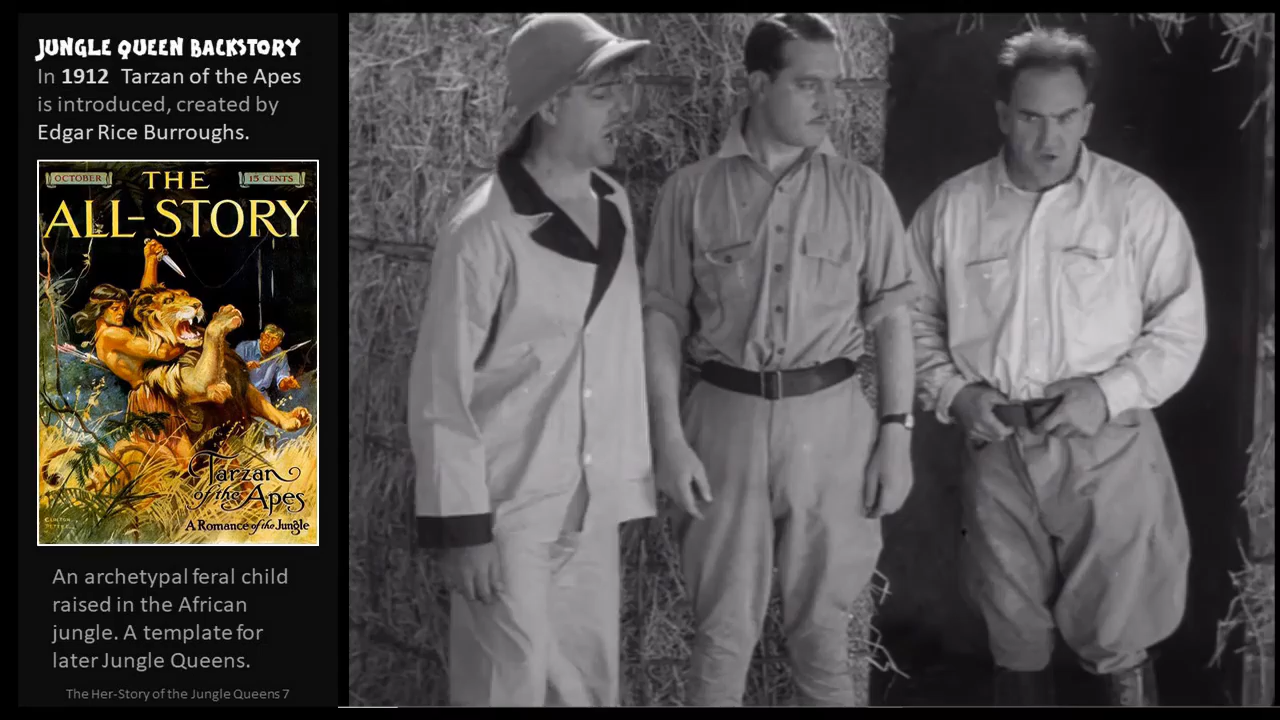 JUNGLE QUEEN BACKSTORY
In 1912 Tarzan of the Apes
is introduced, created by
Edgar Rice Burroughs.
OCTOBER
15 CENTS
THE
ALL-STORY
Tarzan
of the Apes
A Romance of the Jungle
An archetypal feral child
raised in the African
jungle. A template for
later Jungle Queens.
The Her-Story of the Jungle Queens 7